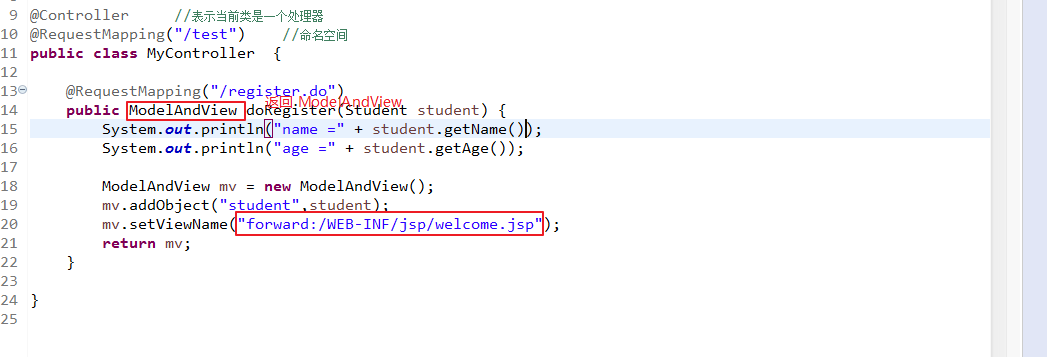 9 @Controller //表示当前类是一个处理器
10 @RequestMapping("/test") //命名空间
11 public class MyController {
12
13 @RequestMapping("/register.do")
返回 ModelAndView
14 public ModelAndView doRegister(Student student) {
15 System.out.println("name =" + student.getName());
16 System.out.println("age =" + student.getAge());
17
18 ModelAndView mv = new ModelAndView();
19 mv.addObject("student",student);
20 mv.setViewName("forward:/WEB-INF/jsp/welcome.jsp");
21 return mv;
22 }
23
24 }
25